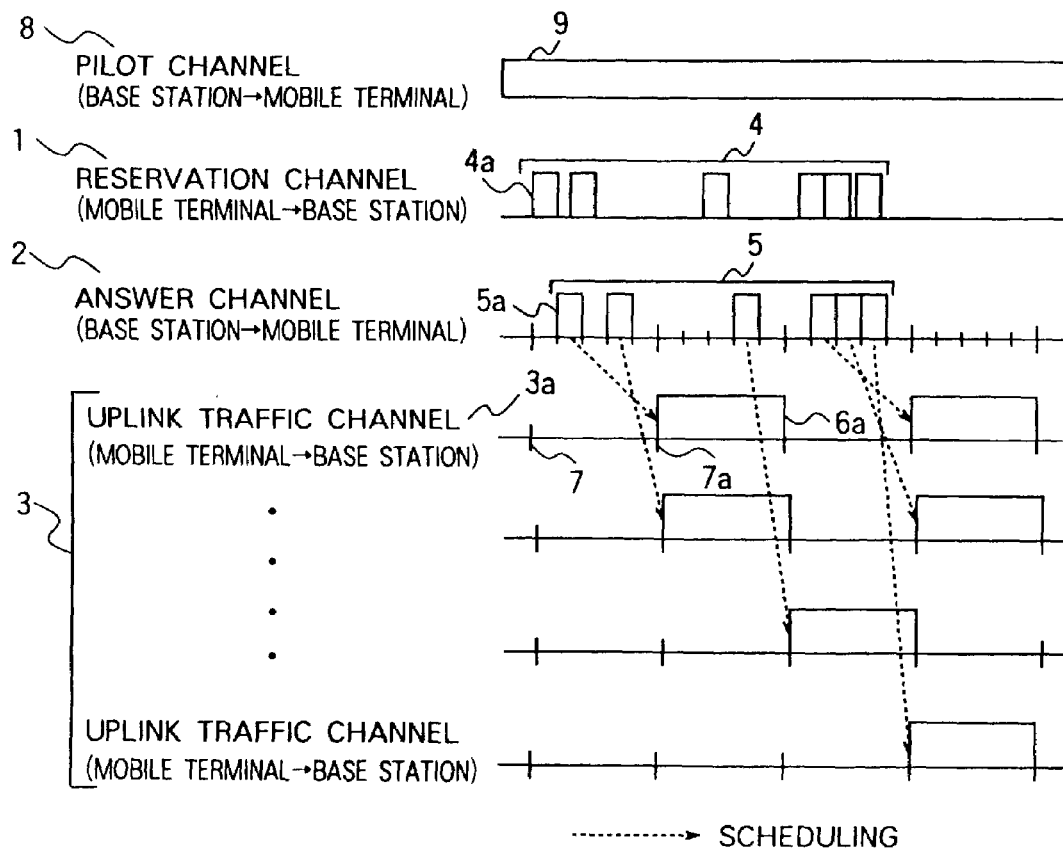 8
PILOT CHANNEL
(BASE STATION→MOBILE TERMINAL)
9
1
RESERVATION CHANNEL
(MOBILE TERMINAL→BASE STATION)
4
4a
2
ANSWER CHANNEL
(BASE STATION→MOBILE TERMINAL)
5
5a
3
UPLINK TRAFFIC CHANNEL
(MOBILE TERMINAL→BASE STATION)
3a
6a
7
7a
UPLINK TRAFFIC CHANNEL
(MOBILE TERMINAL→BASE STATION)
SCHEDULING